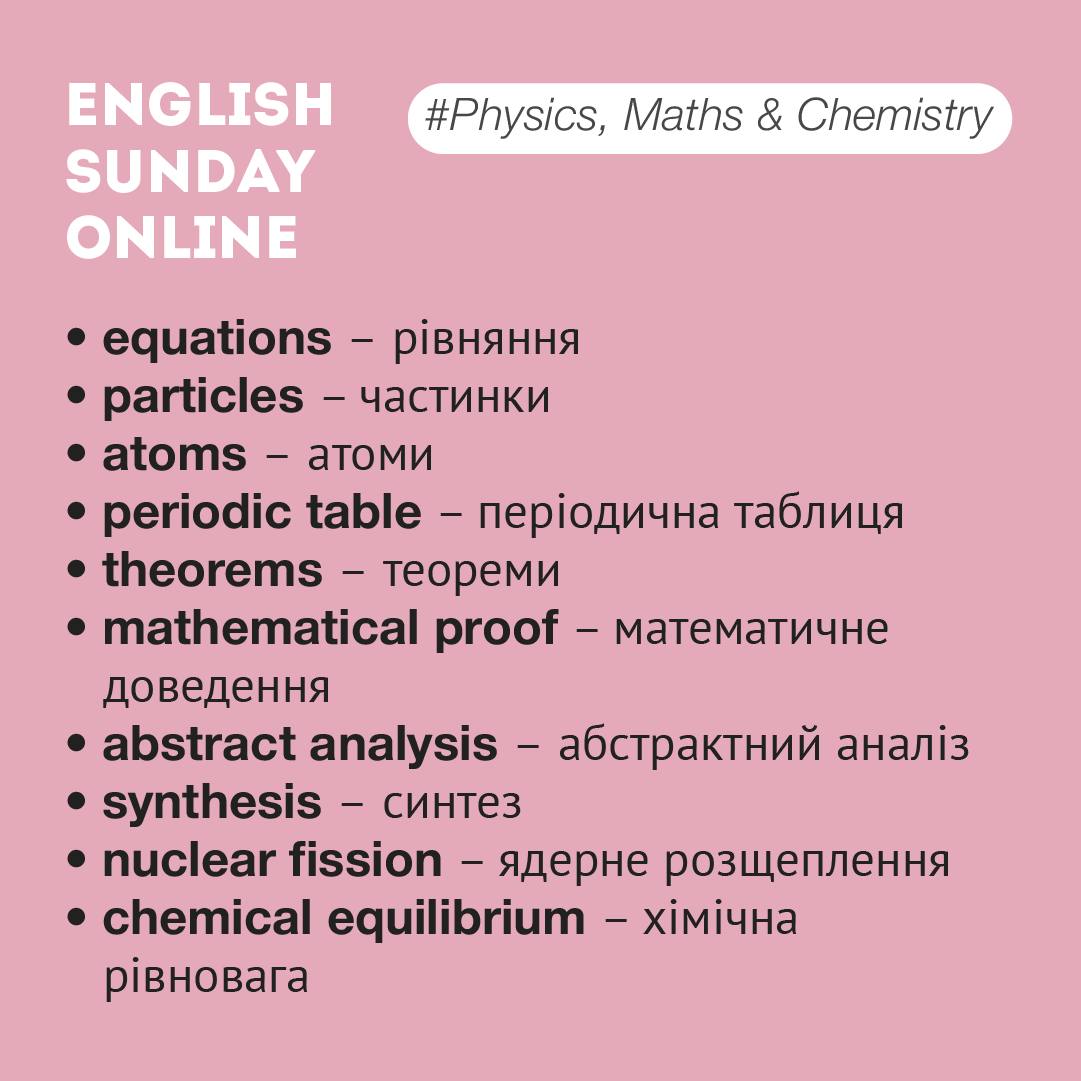 ENGLISH
SUNDAY
ONLINE
#Physics, Maths & Chemistry
• equations – рівняння
• particles – частинки
• atoms – атоми
• periodic table – періодична таблиця
• theorems – теореми
• mathematical proof – математичне
доведення
• abstract analysis – абстрактний аналіз
• synthesis – синтез
• nuclear fission – ядерне розщеплення
• chemical equilibrium – хімічна
рівновага